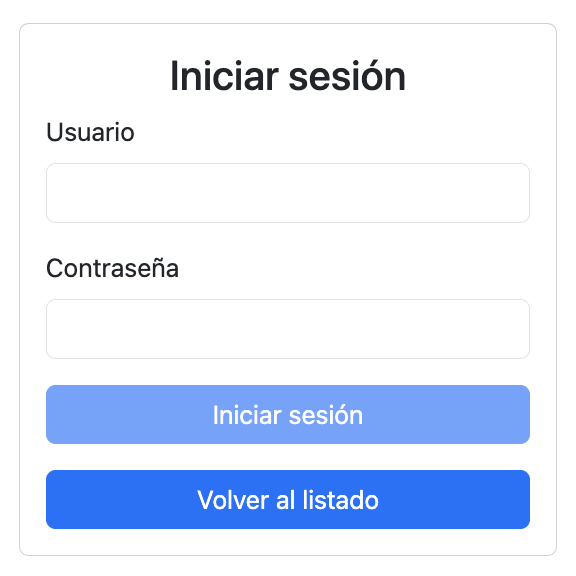 Iniciar sesión
Usuario
Contraseña
Iniciar sesión
Volver al listado